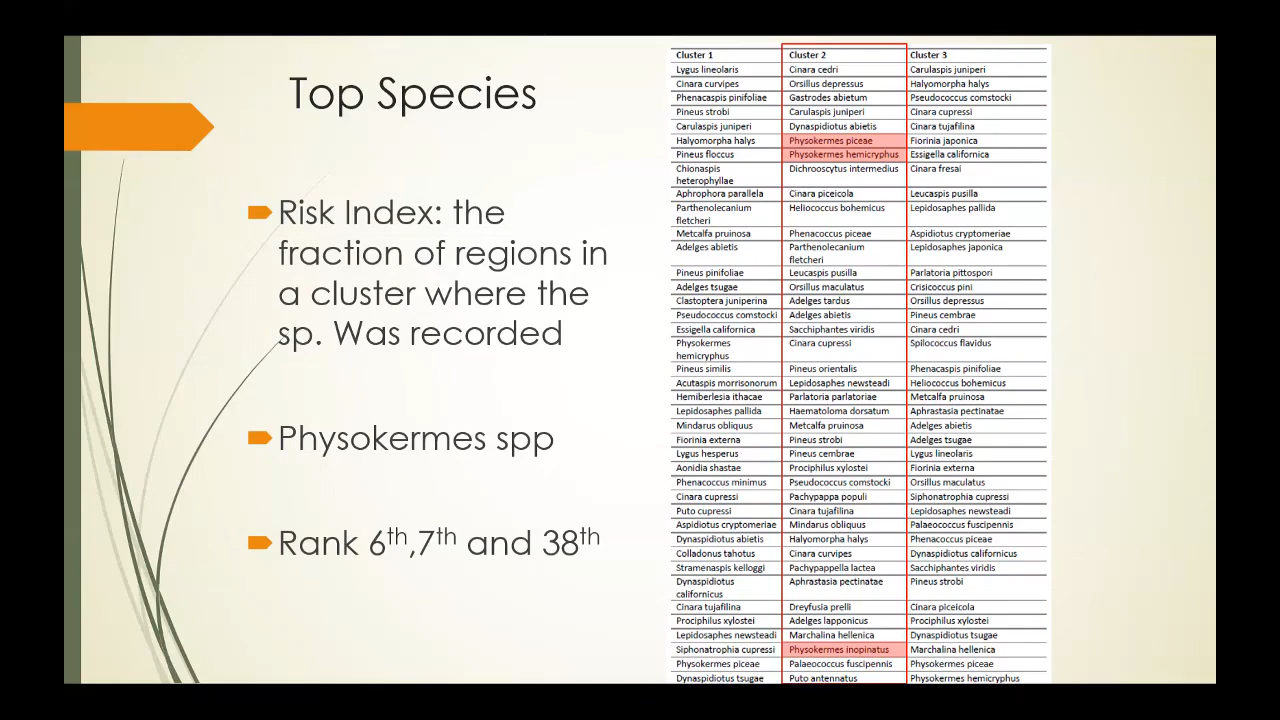 Top Species
Risk Index: the
fraction of regions in
a cluster where the
sp. Was recorded
Physokermes spp
Rank 6th,7th and 38th
Cluster 1 Cluster 2 Cluster 3
Lygus lineolaris Cinara cedri Carulaspis juniperi
Cinara curvipes Orsillus depressus Halyomorpha halys
Phenacaspis pinifoliae Gastrodes abietum Pseudococcus comstocki
Pineus strobi Carulaspis juniperi Cinara cupressi
Carulaspis juniperi Dynaspidiotus abietis Cinara tujafilina
Halyomorpha halys Physokermes piceae Fiorinia japonica
Pineus floccus Physokermes hemicryphus Essigella californica
Chionaspis Dichrooscytus intermedius Cinara fresai
heterophyllae
Aphrophora parallela Cinara piceicola Leucaspis pusilla
Parthenolecanium Heliococcus bohemicus Lepidosaphes pallida
fletcheri
Metcalfa pruinosa Phenacoccus piceae Aspidiotus cryptomeriae
Adelges abietis Parthenolecanium Lepidosaphes japonica
fletcheri
Pineus pinifoliae Leucaspis pusilla Parlatoria pittospori
Adelges tsugae Orsillus maculatus Crisicoccus pini
Clastoptera juniperina Adelges tardus Orsillus depressus
Pseudococcus comstocki Adelges abietis Pineus cembrae
Essigella californica Sacchiphantes viridis Cinara cedri
Physokermes Cinara cupressi Spilococcus flavidus
hemicryphus
Pineus similis Pineus orientalis Phenacaspis pinifoliae
Acutaspis morrisonorum Lepidosaphes newsteadi Heliococcus bohemicus
Hemiberlesia ithacae Parlatoria parlatoriae Metcalfa pruinosa
Lepidosaphes pallida Haematoloma dorsatum Aphrastasia pectinatae
Mindarus obliquus Metcalfa pruinosa Adelges abietis
Fiorinia externa Pineus strobi Adelges tsugae
Lygus hesperus Pineus cembrae Lygus lineolaris
Aonidia shastae Prociphilus xylostei Fiorinia externa
Phenacoccus minimus Pseudococcus comstocki Orsillus maculatus
Cinara cupressi Pachypappa populi Siphonatrophia cupressi
Puto cupressi Cinara tujafilina Lepidosaphes newsteadi
Aspidiotus cryptomeriae Mindarus obliquus Palaeococcus fuscipennis
Dynaspidiotus abietis Halyomorpha halys Phenacoccus piceae
Colladonus tahotus Cinara curvipes Dynaspidiotus californicus
Stramenaspis kelloggi Pachypappella lactea Sacchiphantes viridis
Dynaspidiotus Aphrastasia pectinatae Pineus strobi
californicus
Cinara tujafilina Dreyfusia prelli Cinara piceicola
Prociphilus xylostei Adelges lapponicus Prociphilus xylostei
Lepidosaphes newsteadi Marchalina hellenica Dynaspidiotus tsugae
Siphonatrophia cupressi Physokermes inopinatus Marchalina hellenica
Physokermes piceae Palaeococcus fuscipennis Physokermes piceae
Dynaspidiotus tsugae Puto antennatus Physokermes hemicryphus